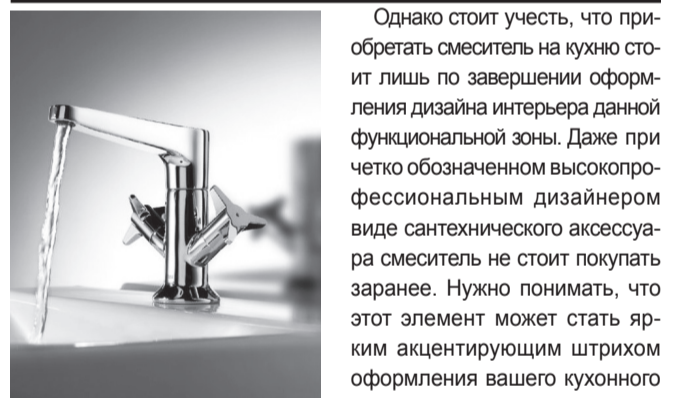 Однако стоит учесть, что при-
обретать смеситель на кухню сто-
ит лишь по завершении оформ-
ления дизайна интерьера данной
функциональной зоны. Даже при
четко обозначенном высокопро-
фессиональным дизайнером
виде сантехнического аксессуа-
ра смеситель не стоит покупать
заранее. Нужно понимать, что
этот элемент может стать яр-
ким акцентирующим штрихом
оформления вашего кухонного